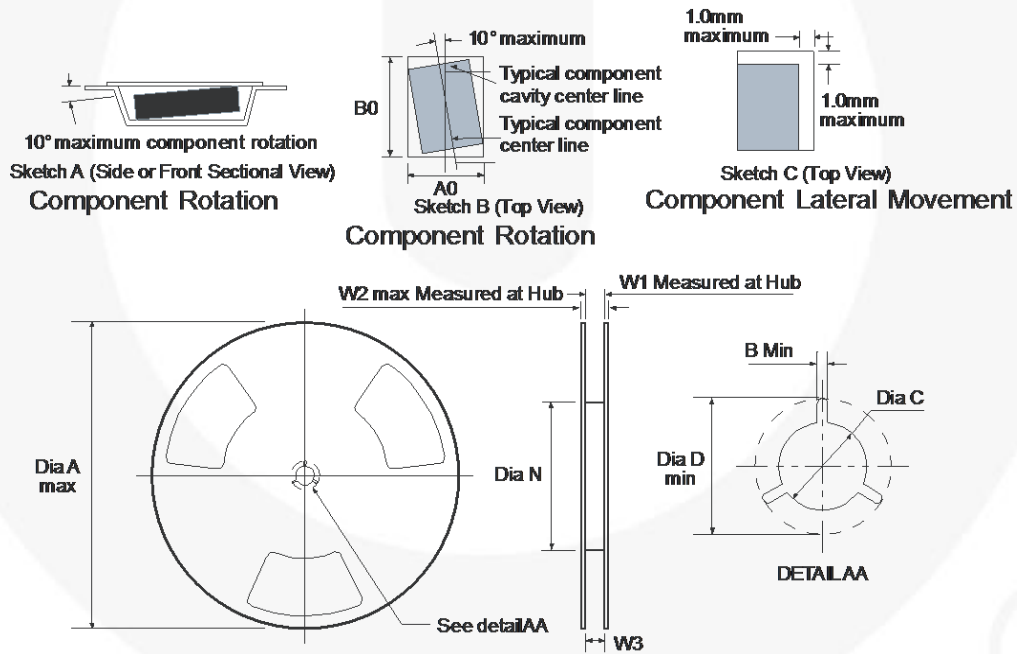 10° maximum component rotation
Sketch A (Side or Front Sectional View)
Component Rotation
10° maximum
Typical component
cavity center line
Typical component
center line
B0
A0
Sketch B (Top View)
Component Rotation
1.0mm
maximum
1.0mm
maximum
Sketch C (Top View)
Component Lateral Movement
W2 max Measured at Hub
W1 Measured at Hub
Dia A
max
See detail AA
Dia N
W3
B Min
Dia C
Dia D
min
DETAIL AA